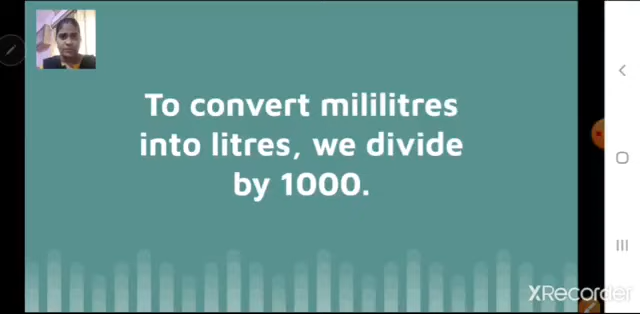 To convert mililitres
into litres, we divide
by 1000.
XRecorder